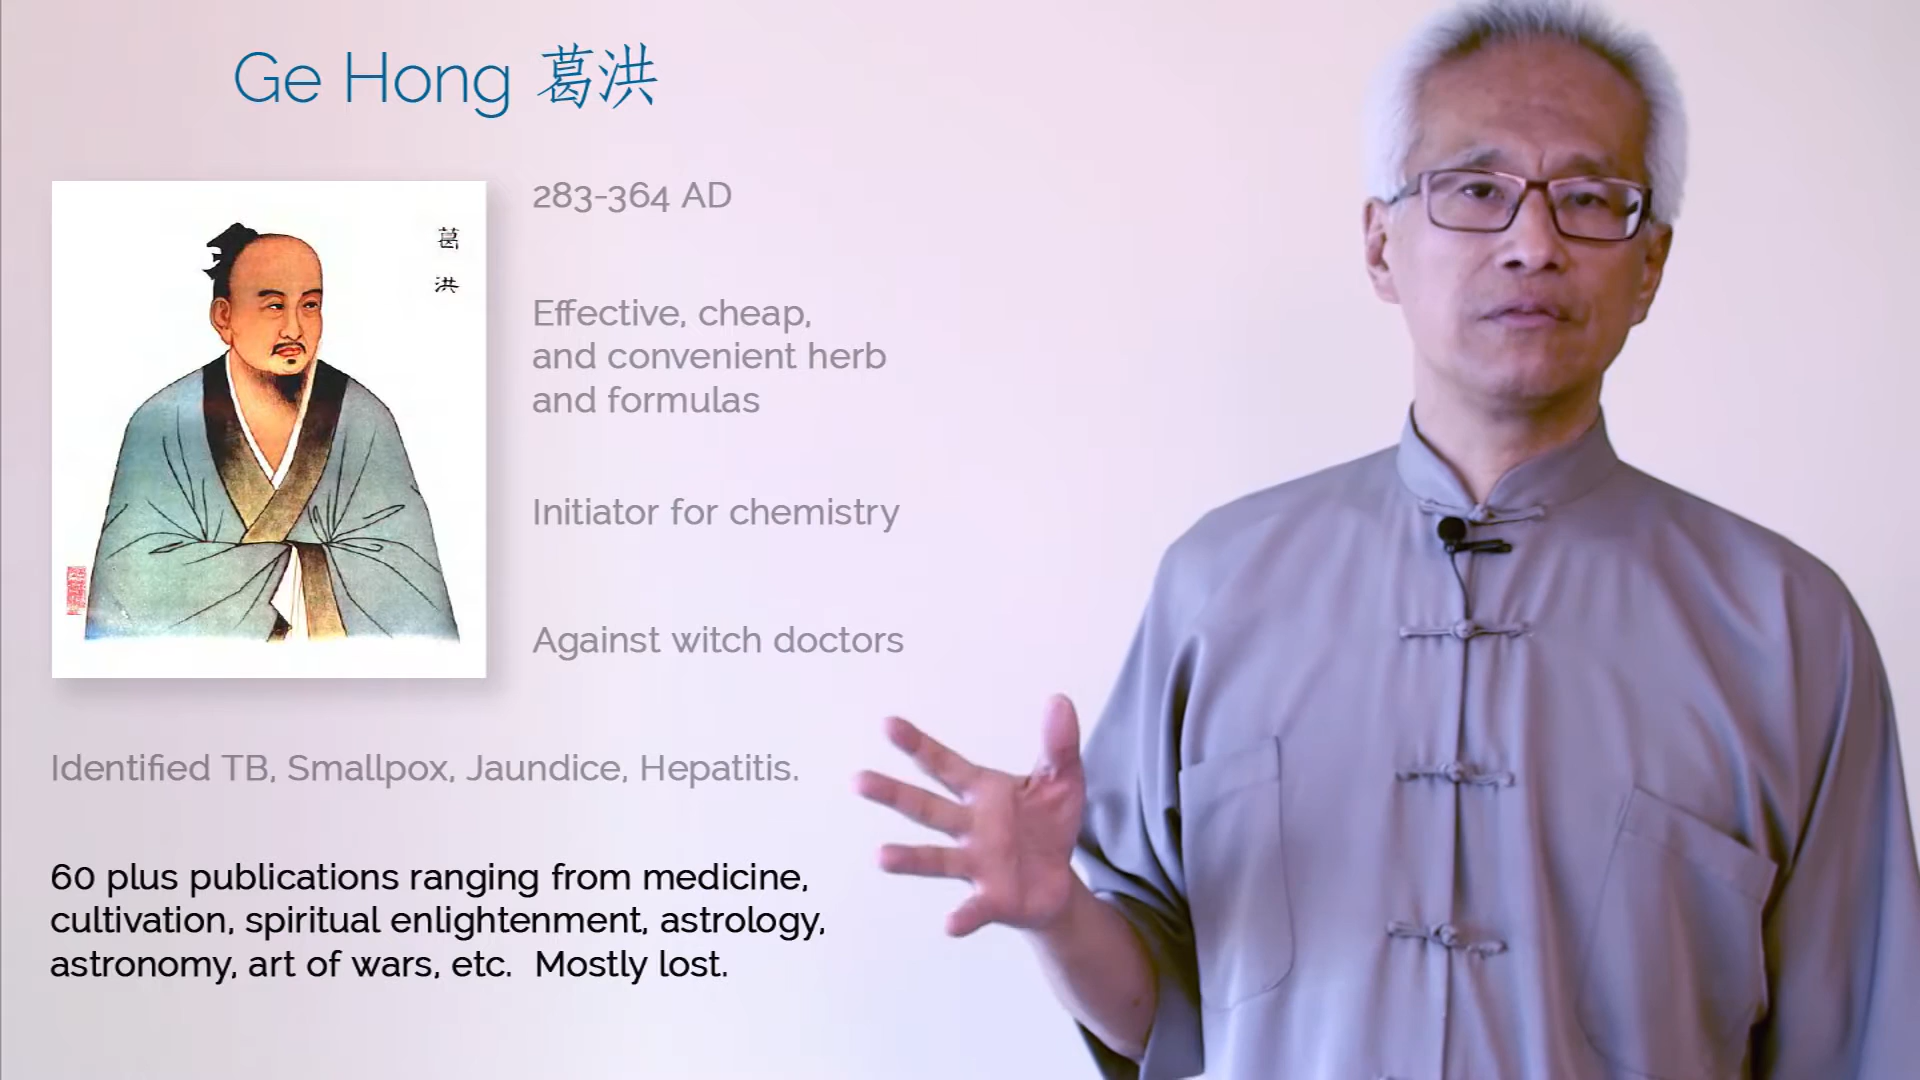 Ge Hong 葛洪
葛
洪
283-364 AD
Effective, cheap,
and convenient herb
and formulas
Initiator for chemistry
Against witch doctors
Identified TB, Smallpox, Jaundice, Hepatitis.
60 plus publications ranging from medicine,
cultivation, spiritual enlightenment, astrology,
astronomy, art of wars, etc.  Mostly lost.